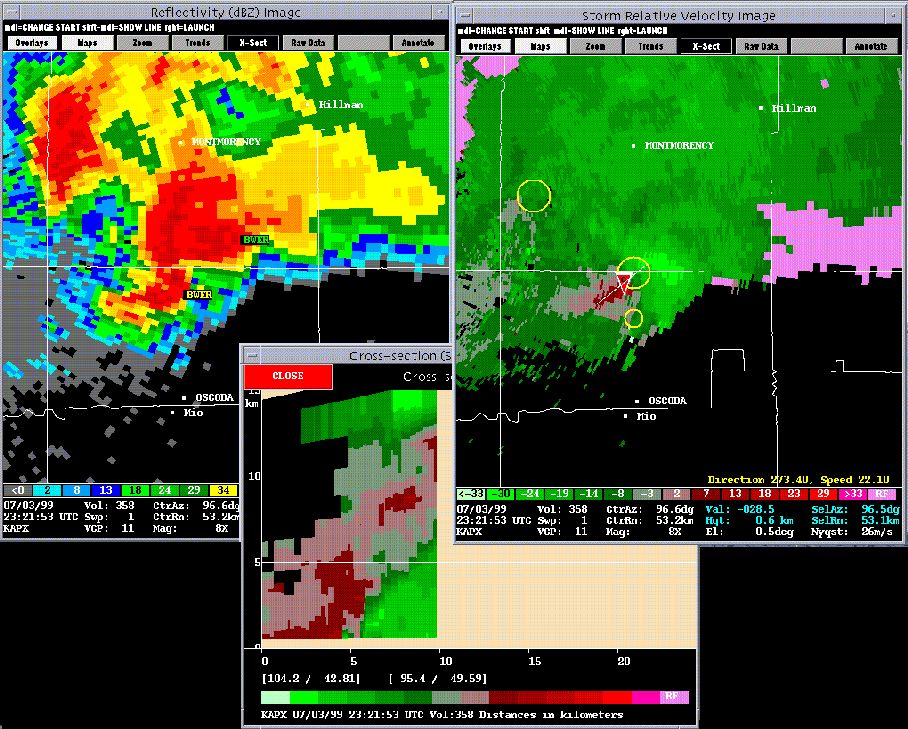 Reflectivity (dBZ) Image
mdl=CHANGE START shft-mdl=SHOW LINE rght=LAUNCH
Overlays Maps Zoom Trends X-Sect Raw Data Annotate
Hillman
MONTMORENCY
BWER
BWER
OSCODA
Mio
<0 2 8 13 18 24 29 34
07/03/99 Vol: 358 CtrAz: 96.6dg
23:21:53 UTC Swp: 1 CtrRn: 53.2km
KAPX VCP: 11 Mag: 8X
Storm Relative Velocity Image
mdl=CHANGE START shft-mdl=SHOW LINE rght=LAUNCH
Overlays Maps Zoom Trends X-Sect Raw Data Annotate
Hillman
MONTMORENCY
OSCODA
Mio
Direction 273.4U, Speed 22.1U
<-33 -30 -24 -19 -14 -8 -3 2 7 13 18 23 29 >33 RF
07/03/99 Vol: 358 CtrAz: 96.6dg Val: -028.5 SelAz: 96.5dg
23:21:53 UTC Swp: 1 CtrRn: 53.2km Hgt: 0.6 km SelRn: 53.1km
KAPX VCP: 11 Mag: 8X El: 0.5deg Nyqst: 26m/s
Cross-section (S
CLOSE
Cross-s
15
km
10
5
0
0 5 10 15 20
[104.2 / 42.81] [ 95.4 / 49.59]
RF
KAPX 07/03/99 23:21:53 UTC Vol:358 Distances in kilometers